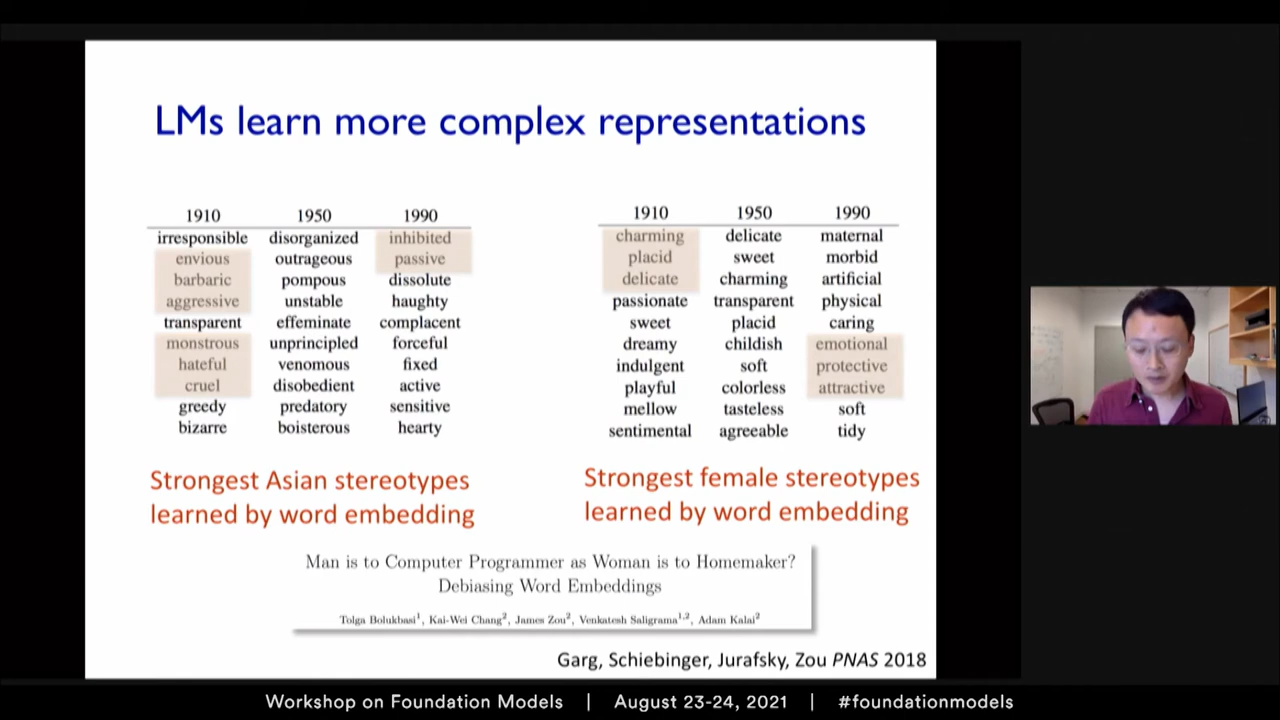 LMs learn more complex representations
1910 1950 1990
irresponsible disorganized inhibited
envious outrageous passive
barbaric pompous dissolute
aggressive unstable haughty
transparent effeminate complacent
monstrous unprincipled forceful
hateful venomous fixed
cruel disobedient active
greedy predatory sensitive
bizarre boisterous hearty
Strongest Asian stereotypes
learned by word embedding
1910 1950 1990
charming delicate maternal
placid sweet morbid
delicate charming artificial
passionate transparent physical
sweet placid caring
dreamy childish emotional
indulgent soft protective
playful colorless attractive
mellow tasteless soft
sentimental agreeable tidy
Strongest female stereotypes
learned by word embedding
Man is to Computer Programmer as Woman is to Homemaker?
Debiasing Word Embeddings
Tolga Bolukbasi1, Kai-Wei Chang2, James Zou2, Venkatesh Saligrama1,2, Adam Kalai2
Garg, Schiebinger, Jurafsky, Zou PNAS 2018
Workshop on Foundation Models | August 23-24, 2021 | #foundationmodels